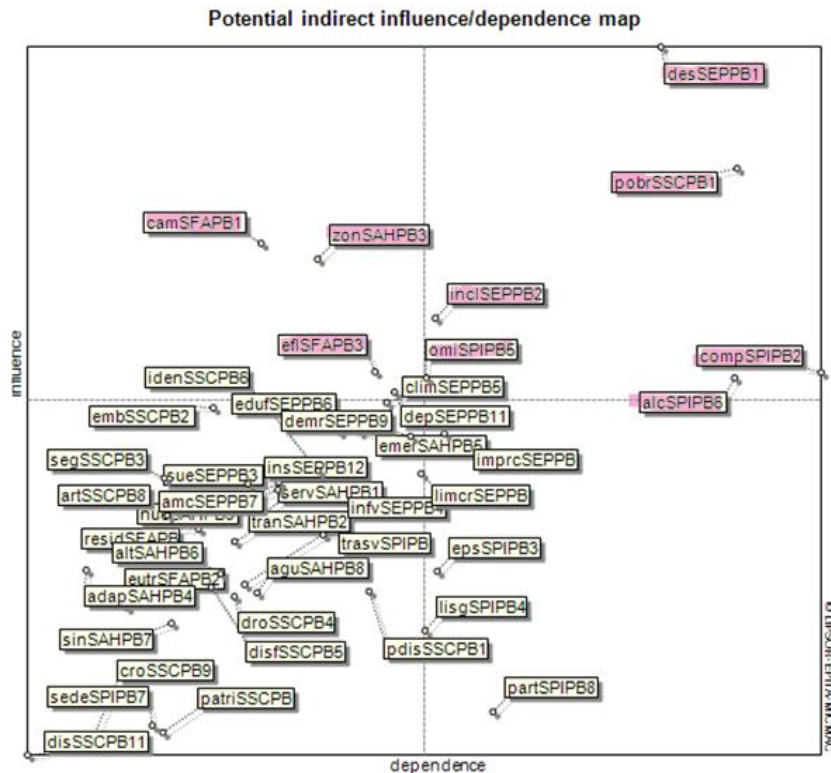 Potential indirect influence/dependence map
desSEPPB1
pobrSSCPB1
camSFAPB1
zonSAHPB3
inclSEPPB2
eflSFAPB3
omiSPIPB5
compSPIPB2
idenSSCPB6
climSEPPB5
alcSPIPB6
embSSCPB2
edufSEPPB6
demrSEPPB9
depSEPPB11
emerSAHPB5
segSSCPB3
sueSEPPB3
insSEPPB12
imprcSEPPB
artSSCPB8
amcSEPPB7
servSAHPB1
limcrSEPPB
infvSEPPB4
tranSAHPB2
residSEAPB
altSAHPB6
trasvSPIPB
epsSPIPB3
eutrSFAPB2
aguSAHPB8
adapSAHPB4
droSSCPB4
lisgSPIPB4
sinSAHPB7
disfSSCPB5
pdisSSCPB1
croSSCPB9
sedeSPIPB7
patriSSCPB
partSPIPB8
disSSCPB11
influence
dependence